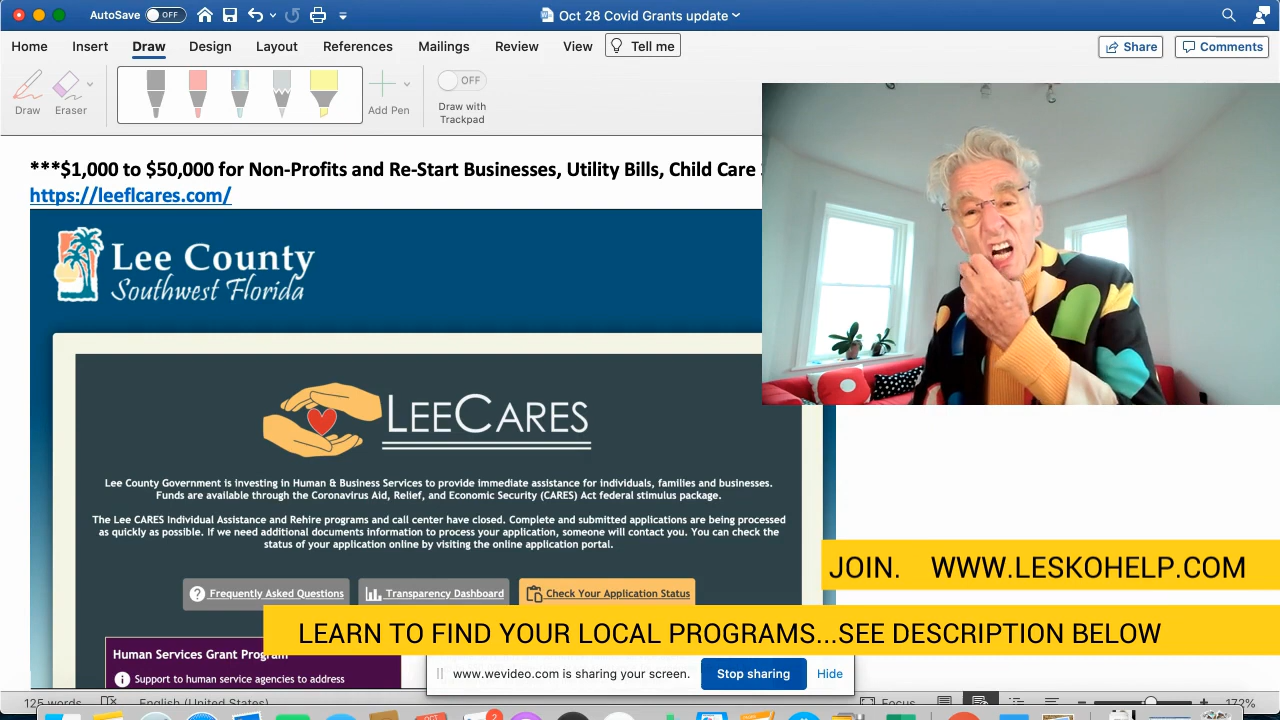 AutoSave OFF
Oct 28 Covid Grants update
Home Insert Draw Design Layout References Mailings Review View Tell me Share Comments
OFF
Draw Eraser Add Pen Draw with
Trackpad
***$1,000 to $50,000 for Non-Profits and Re-Start Businesses, Utility Bills, Child Care
https://leeflcares.com/
Lee County
Southwest Florida
LEECARES
Lee County Government is investing in Human & Business Services to provide immediate assistance for individuals, families and businesses.
Funds are available through the Coronavirus Aid, Relief, and Economic Security (CARES) Act federal stimulus package.
The Lee CARES Individual Assistance and Rehire programs and call center have closed. Complete and submitted applications are being processed
as quickly as possible. If we need additional documents information to process your application, someone will contact you. You can check the
status of your application online by visiting the online application portal.
JOIN. WWW.LESKOHELP.COM
Frequently Asked Questions Transparency Dashboard Check Your Application Status
LEARN TO FIND YOUR LOCAL PROGRAMS...SEE DESCRIPTION BELOW
Human Services Grant Program
Support to human service agencies to address
www.wevideo.com is sharing your screen. Stop sharing Hide
125 words English (United States) Focus 172%